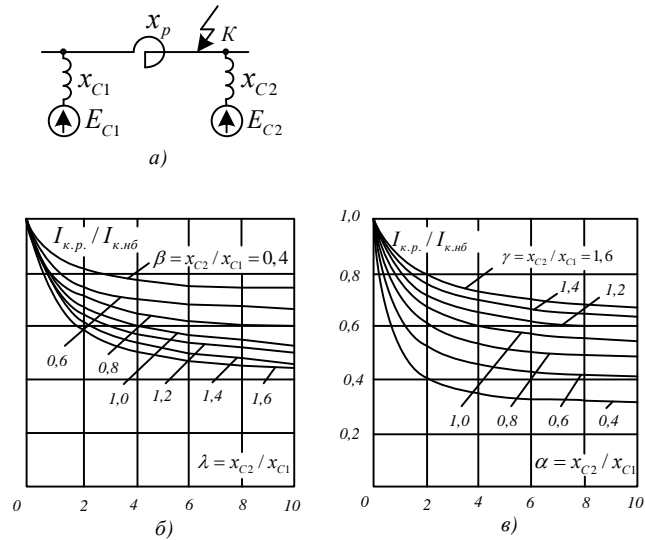 x_p
К
x_C1
x_C2
E_C1
E_C2
а)
I_к.р. / I_к.нб
β = x_C2 / x_C1 = 0,4
0,6
0,8
1,0
1,2
1,4
1,6
λ = x_C2 / x_C1
0 2 4 6 8 10
б)
1,0
0,8
0,6
0,4
0,2
I_к.р. / I_к.нб
γ = x_C2 / x_C1 = 1,6
1,4
1,2
1,0
0,8
0,6
0,4
α = x_C2 / x_C1
0 2 4 6 8 10
в)